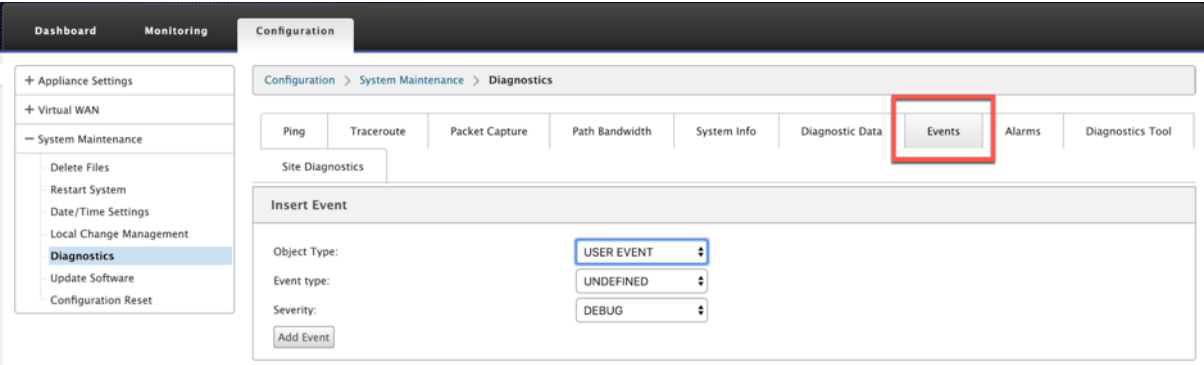 Dashboard Monitoring Configuration
+ Appliance Settings
+ Virtual WAN
− System Maintenance
Delete Files
Restart System
Date/Time Settings
Local Change Management
Diagnostics
Update Software
Configuration Reset
Configuration > System Maintenance > Diagnostics
Ping Traceroute Packet Capture Path Bandwidth System Info Diagnostic Data Events Alarms Diagnostics Tool
Site Diagnostics
Insert Event
Object Type: USER EVENT
Event type: UNDEFINED
Severity: DEBUG
Add Event